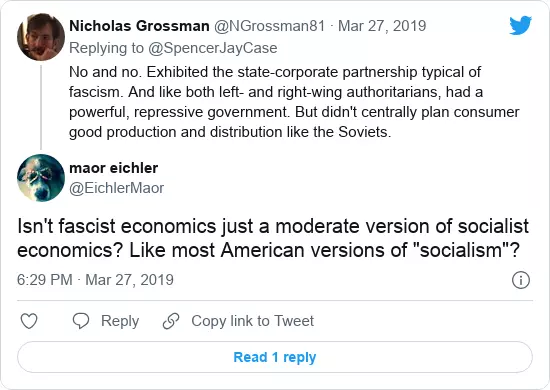 Nicholas Grossman @NGrossman81 · Mar 27, 2019
Replying to @SpencerJayCase
No and no. Exhibited the state-corporate partnership typical of
fascism. And like both left- and right-wing authoritarians, had a
powerful, repressive government. But didn't centrally plan consumer
good production and distribution like the Soviets.
maor eichler
@EichlerMaor
Isn't fascist economics just a moderate version of socialist
economics? Like most American versions of "socialism"?
6:29 PM · Mar 27, 2019
Reply
Copy link to Tweet
Read 1 reply